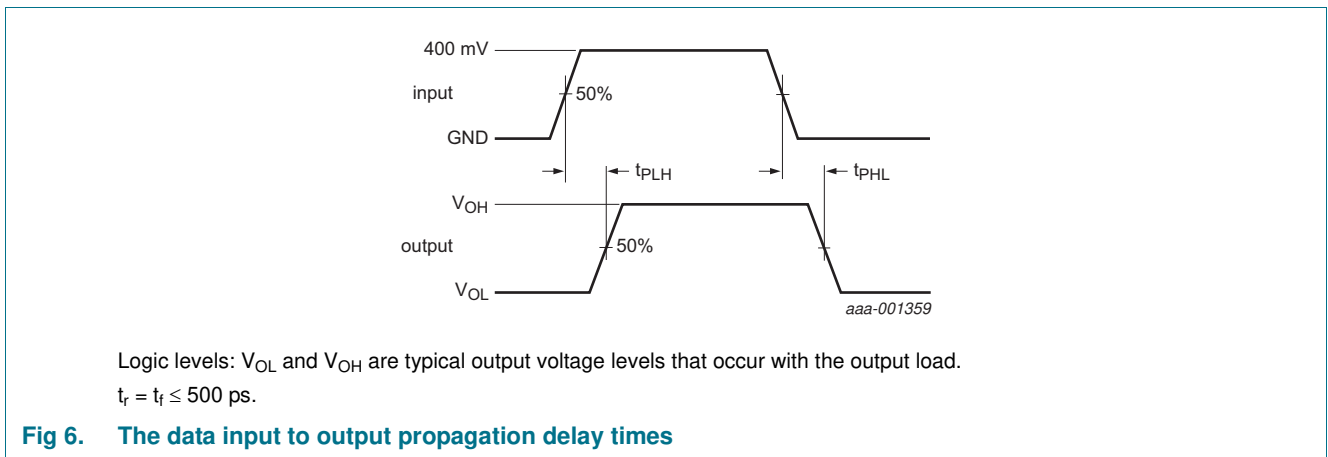 400 mV
input
50%
GND
tPLH
tPHL
VOH
output
50%
VOL
aaa-001359
Logic levels: VOL and VOH are typical output voltage levels that occur with the output load.
tr = tf ≤ 500 ps.
Fig 6. The data input to output propagation delay times